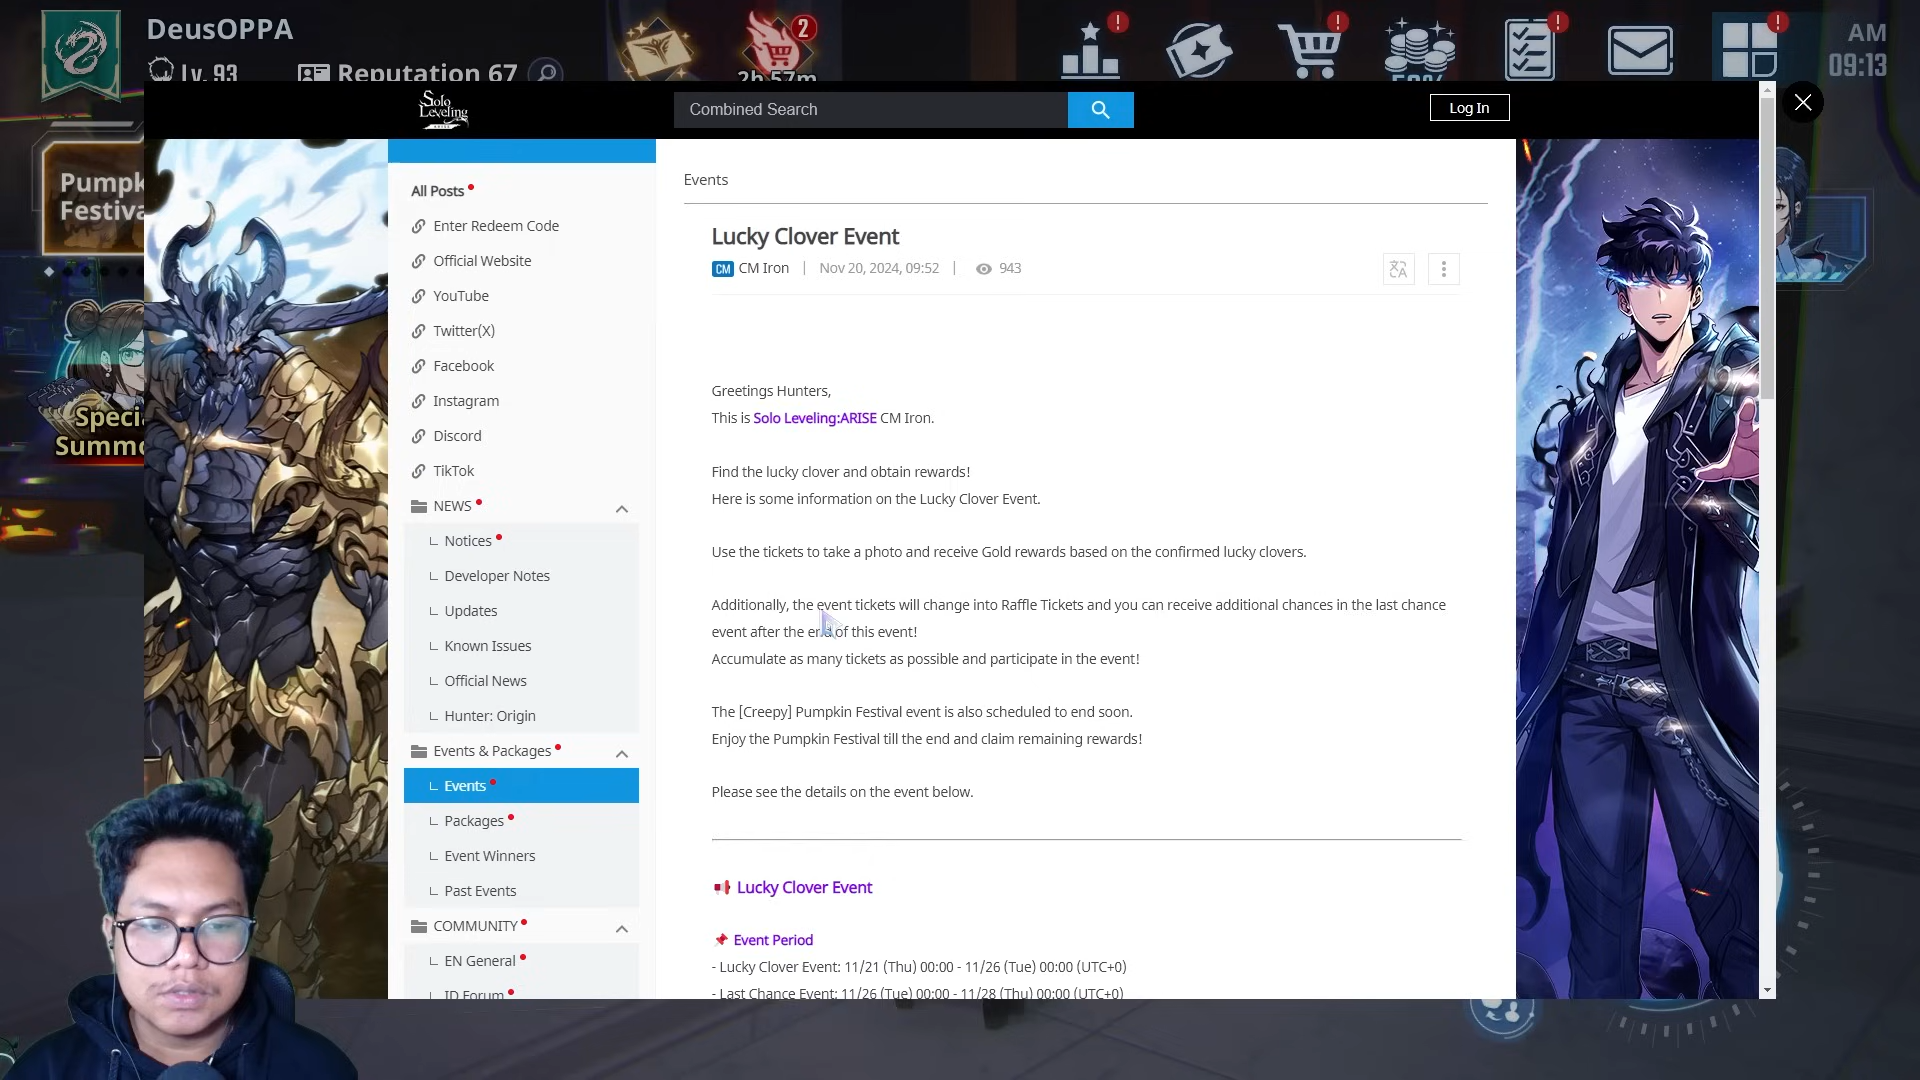 DeusOPPA
Lv. 93
Reputation 67
2
2h 57m
!
!
!
!
!
AM
09:13
Solo
Leveling
ARISE
Combined Search
Log In
Pumpk
Festiva
Speci
Summo
All Posts
Enter Redeem Code
Official Website
YouTube
Twitter(X)
Facebook
Instagram
Discord
TikTok
NEWS
Notices
Developer Notes
Updates
Known Issues
Official News
Hunter: Origin
Events & Packages
Events
Packages
Event Winners
Past Events
COMMUNITY
EN General
ID Forum
Events
Lucky Clover Event
CM CM Iron | Nov 20, 2024, 09:52 | 943
Greetings Hunters,
This is Solo Leveling:ARISE CM Iron.
Find the lucky clover and obtain rewards!
Here is some information on the Lucky Clover Event.
Use the tickets to take a photo and receive Gold rewards based on the confirmed lucky clovers.
Additionally, the event tickets will change into Raffle Tickets and you can receive additional chances in the last chance
event after the end of this event!
Accumulate as many tickets as possible and participate in the event!
The [Creepy] Pumpkin Festival event is also scheduled to end soon.
Enjoy the Pumpkin Festival till the end and claim remaining rewards!
Please see the details on the event below.
Lucky Clover Event
Event Period
- Lucky Clover Event: 11/21 (Thu) 00:00 - 11/26 (Tue) 00:00 (UTC+0)
- Last Chance Event: 11/26 (Tue) 00:00 - 11/28 (Thu) 00:00 (UTC+0)